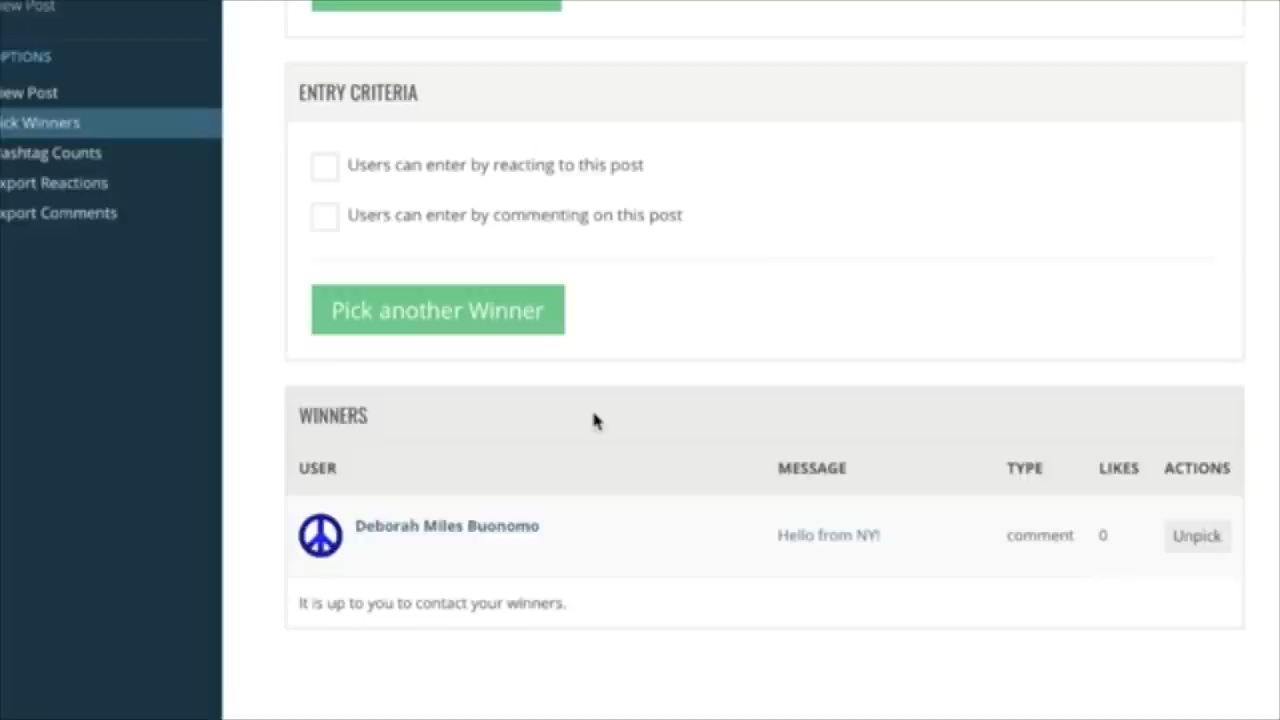 iew Post
PTIONS
iew Post
ick Winners
ashtag Counts
xport Reactions
xport Comments
ENTRY CRITERIA
Users can enter by reacting to this post
Users can enter by commenting on this post
Pick another Winner
WINNERS
USER MESSAGE TYPE LIKES ACTIONS
Deborah Miles Buonomo Hello from NY! comment 0 Unpick
It is up to you to contact your winners.